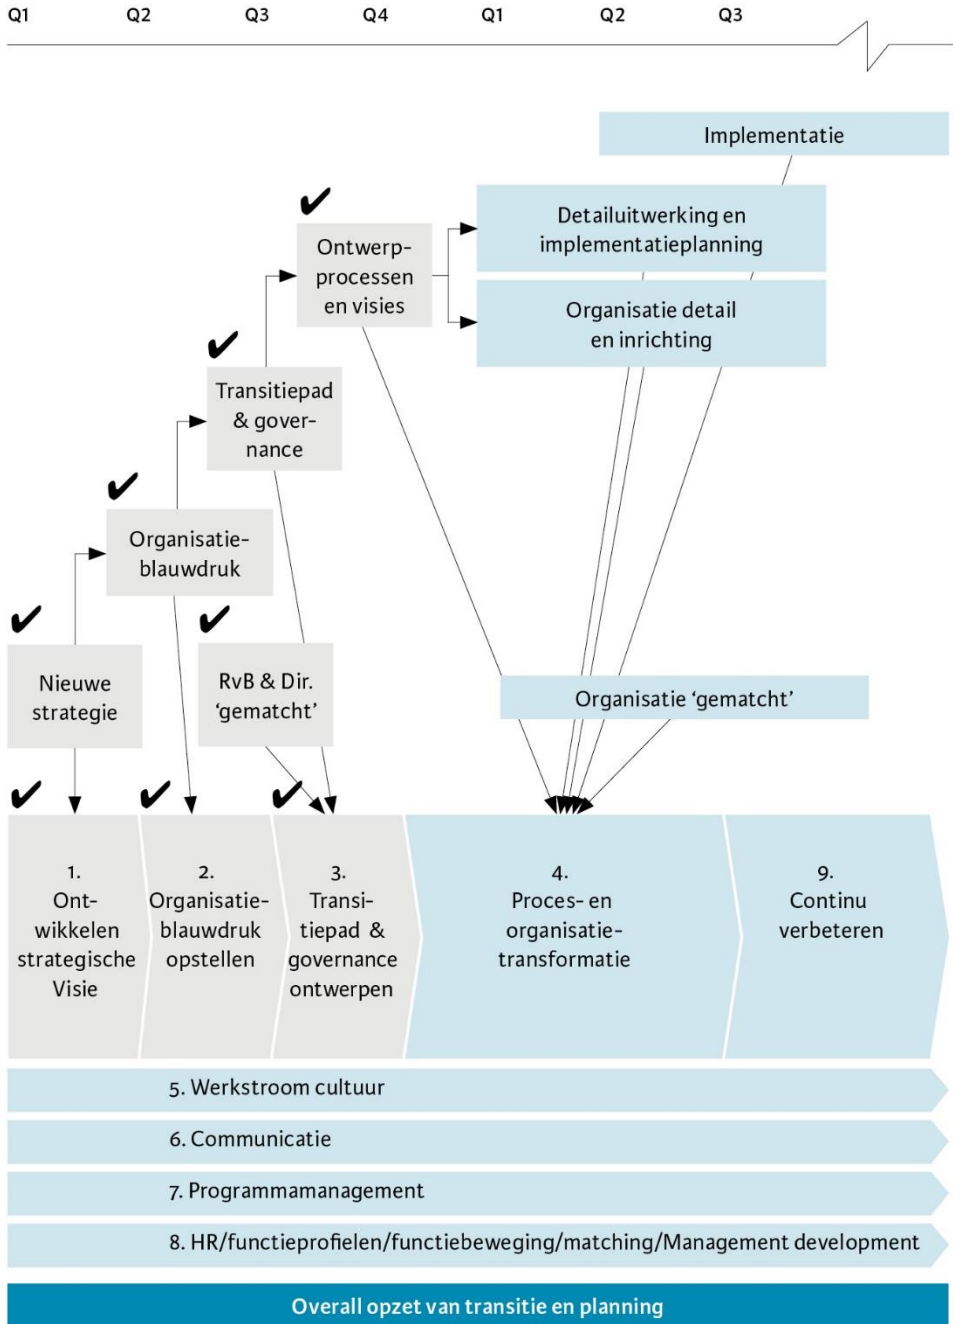 Q1 Q2 Q3 Q4 Q1 Q2 Q3
Implementatie
Detailuitwerking en
implementatieplanning
Ontwerp-
processen
en visies
Organisatie detail
en inrichting
Transitiepad
& gover-
nance
Organisatie-
blauwdruk
Nieuwe
strategie
RvB & Dir.
‘gematcht’
Organisatie ‘gematcht’
1.
Ont-
wikkelen
strategische
Visie
2.
Organisatie-
blauwdruk
opstellen
3.
Transi-
tiepad &
governance
ontwerpen
4.
Proces- en
organisatie-
transformatie
9.
Continu
verbeteren
5. Werkstroom cultuur
6. Communicatie
7. Programmamanagement
8. HR/functieprofielen/functiebeweging/matching/Management development
Overall opzet van transitie en planning